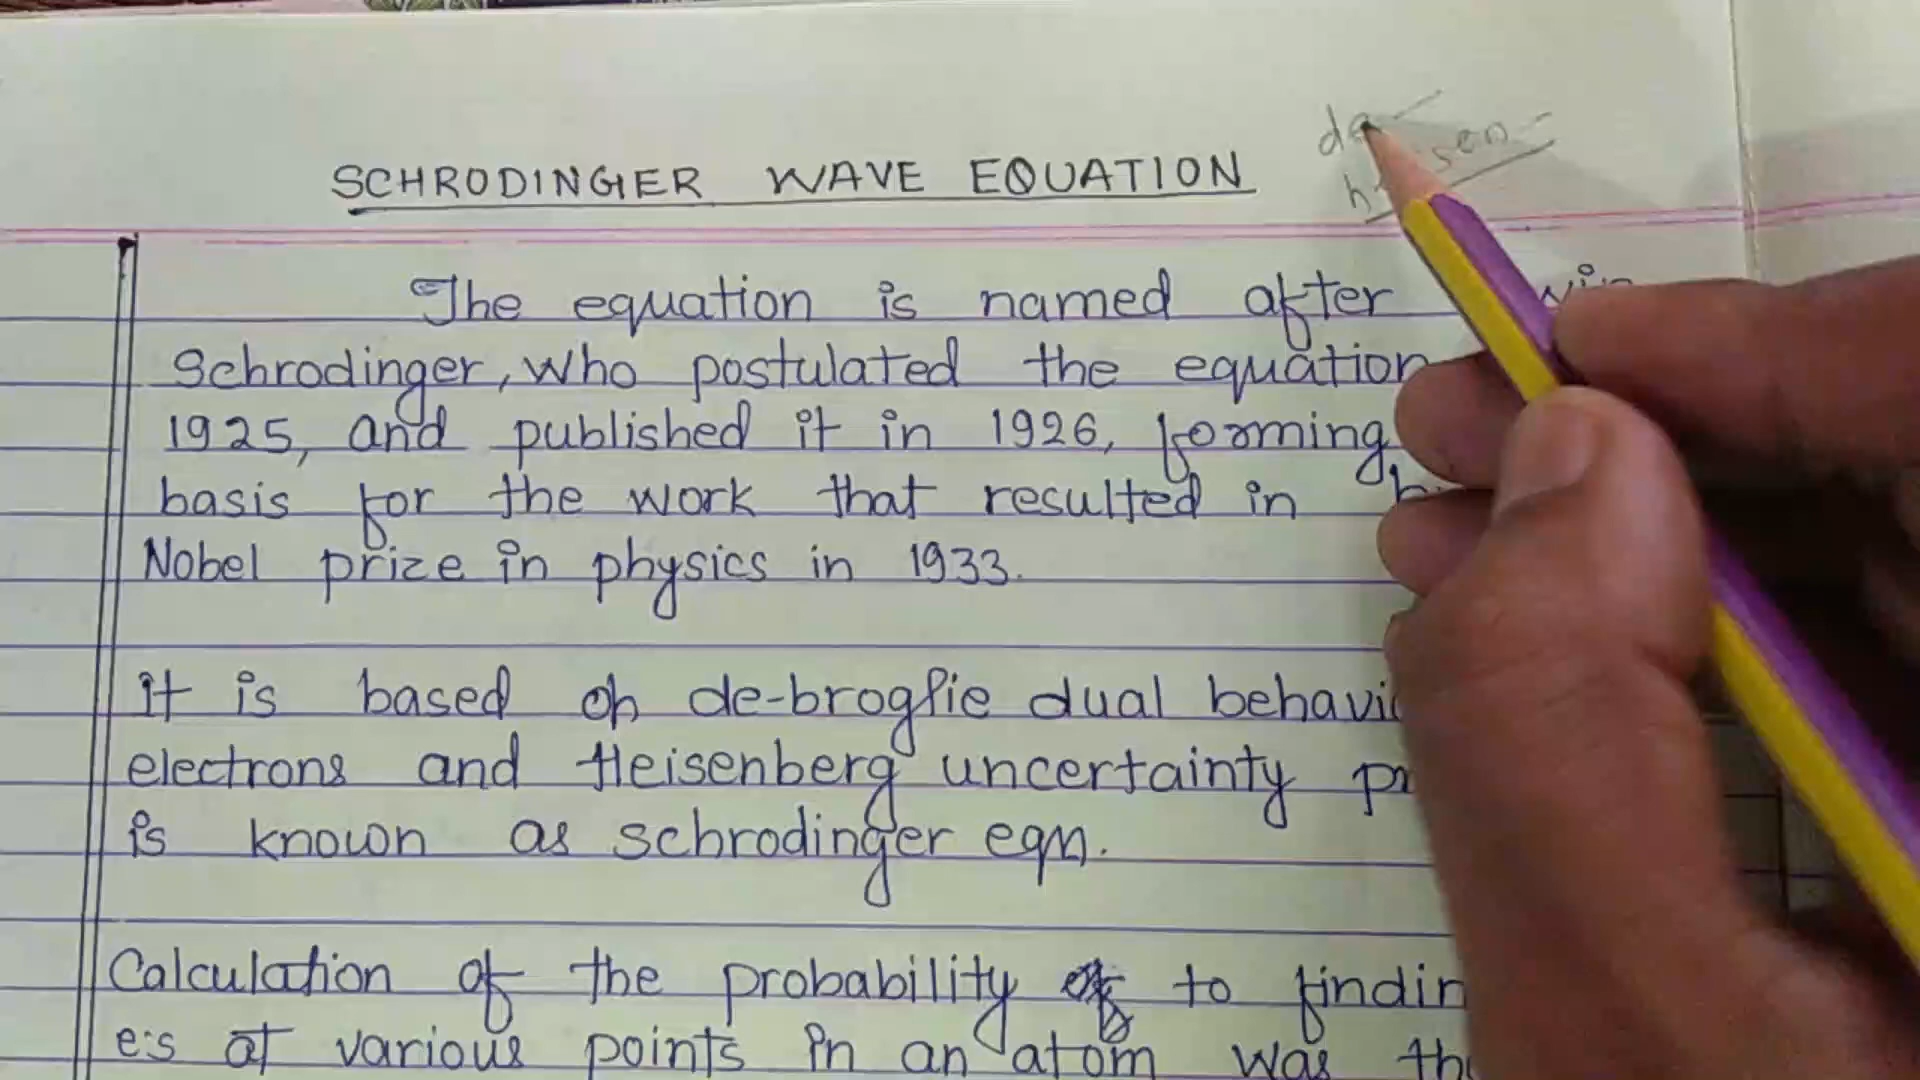 SCHRODINGER WAVE EQUATION
The equation is named after
Schrodinger, who postulated the equation
1925, and published it in 1926, forming
basis for the work that resulted in
Nobel prize in physics in 1933.
it is based on de-broglie dual
electrons and Heisenberg uncertainty
is known as schrodinger eqn.
Calculation of the probability to
e:s at various points in an atom was